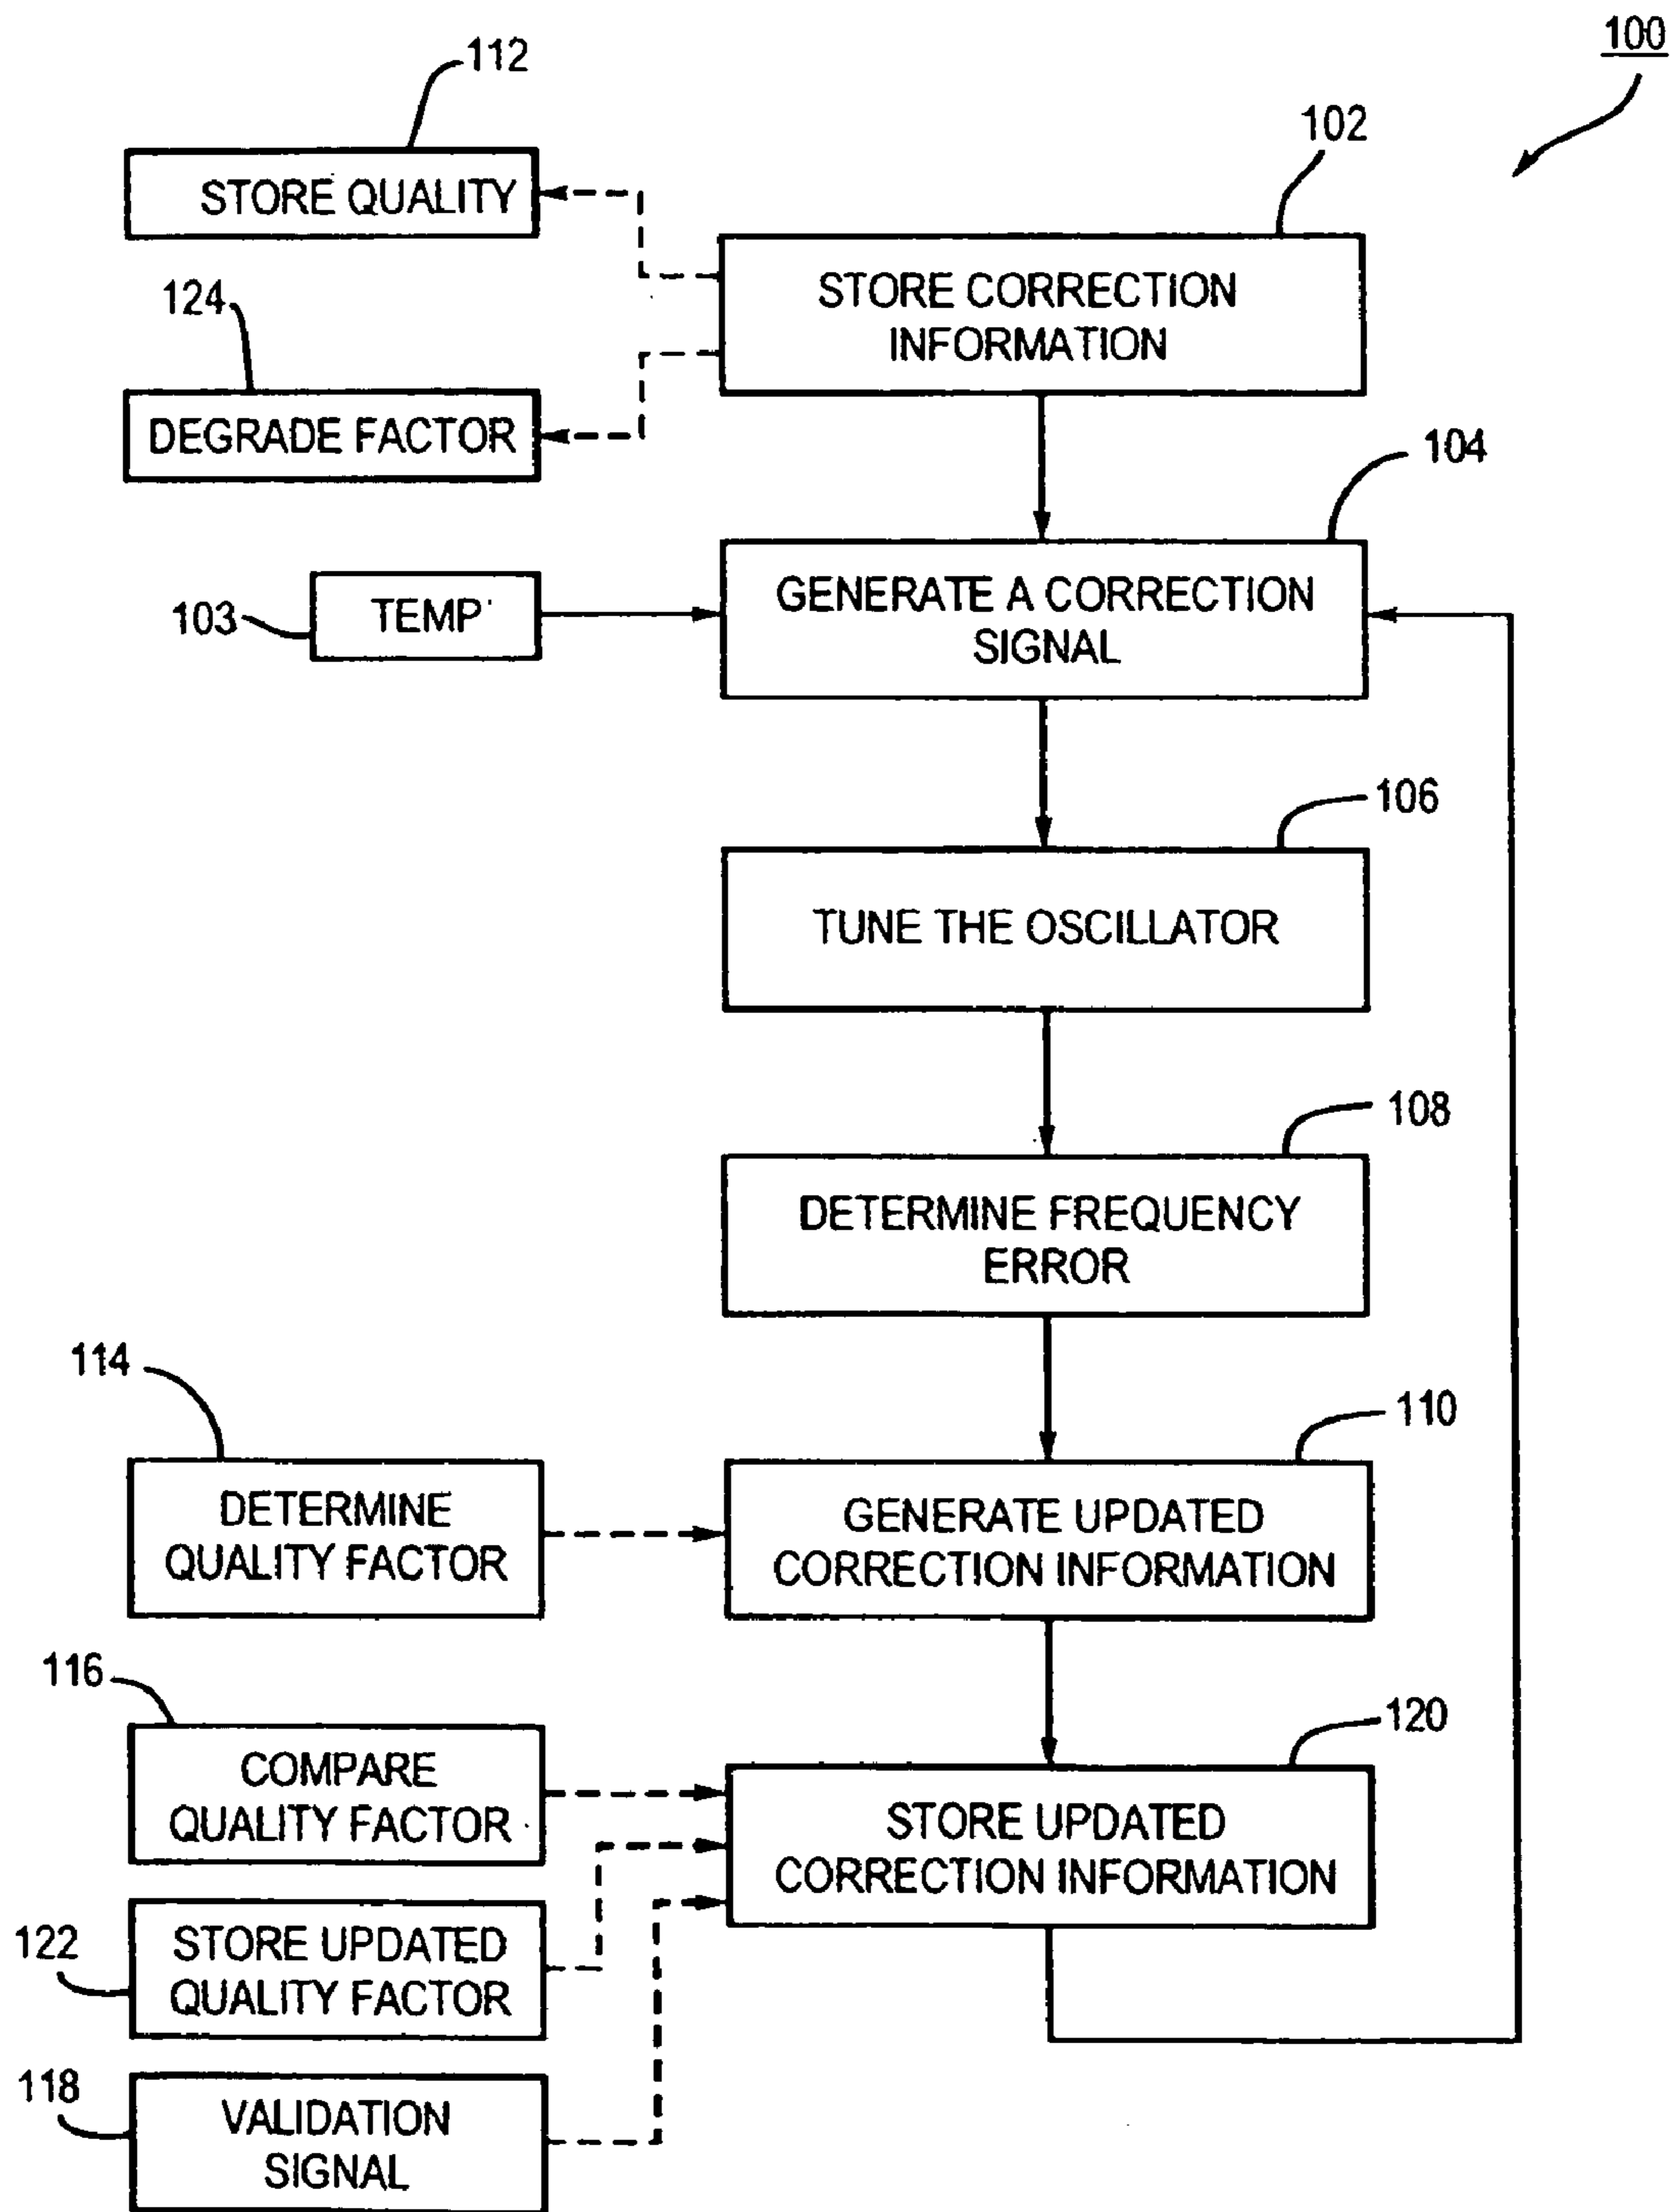 100
112
STORE QUALITY
102
STORE CORRECTION
INFORMATION
124
DEGRADE FACTOR
104
GENERATE A CORRECTION
SIGNAL
103
TEMP
106
TUNE THE OSCILLATOR
108
DETERMINE FREQUENCY
ERROR
114
DETERMINE
QUALITY FACTOR
110
GENERATE UPDATED
CORRECTION INFORMATION
116
COMPARE
QUALITY FACTOR
120
STORE UPDATED
CORRECTION INFORMATION
122
STORE UPDATED
QUALITY FACTOR
118
VALIDATION
SIGNAL